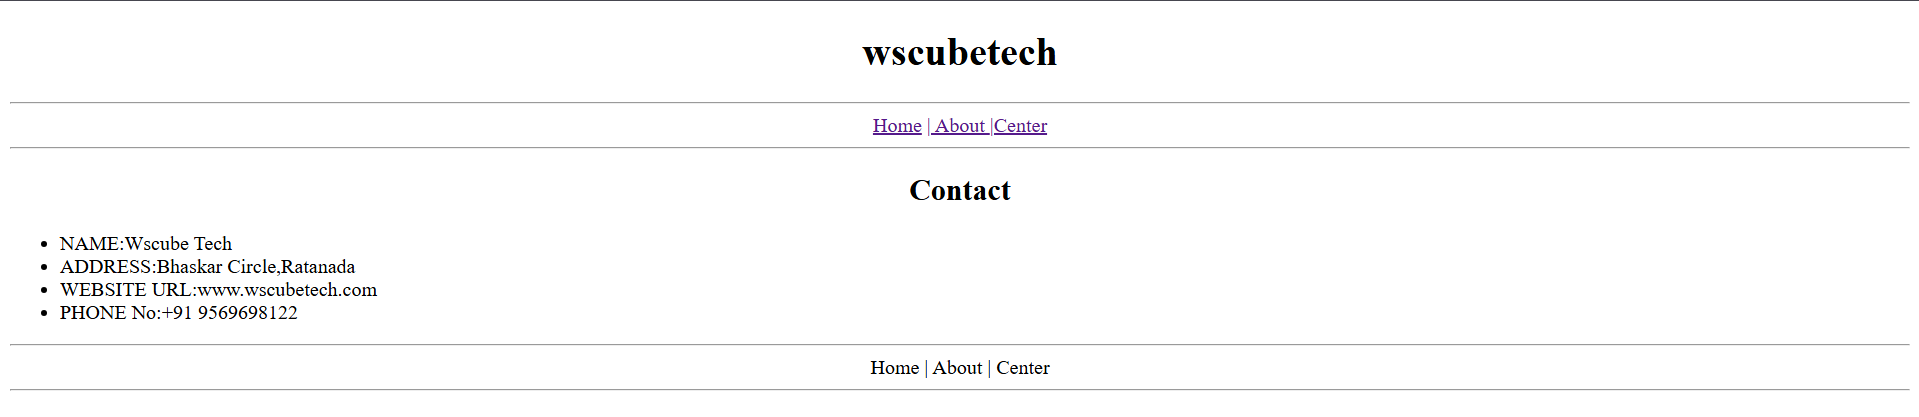 wscubetech
Home | About |Center
Contact
• NAME:Wscube Tech
• ADDRESS:Bhaskar Circle,Ratanada
• WEBSITE URL:www.wscubetech.com
• PHONE No:+91 9569698122
Home | About | Center